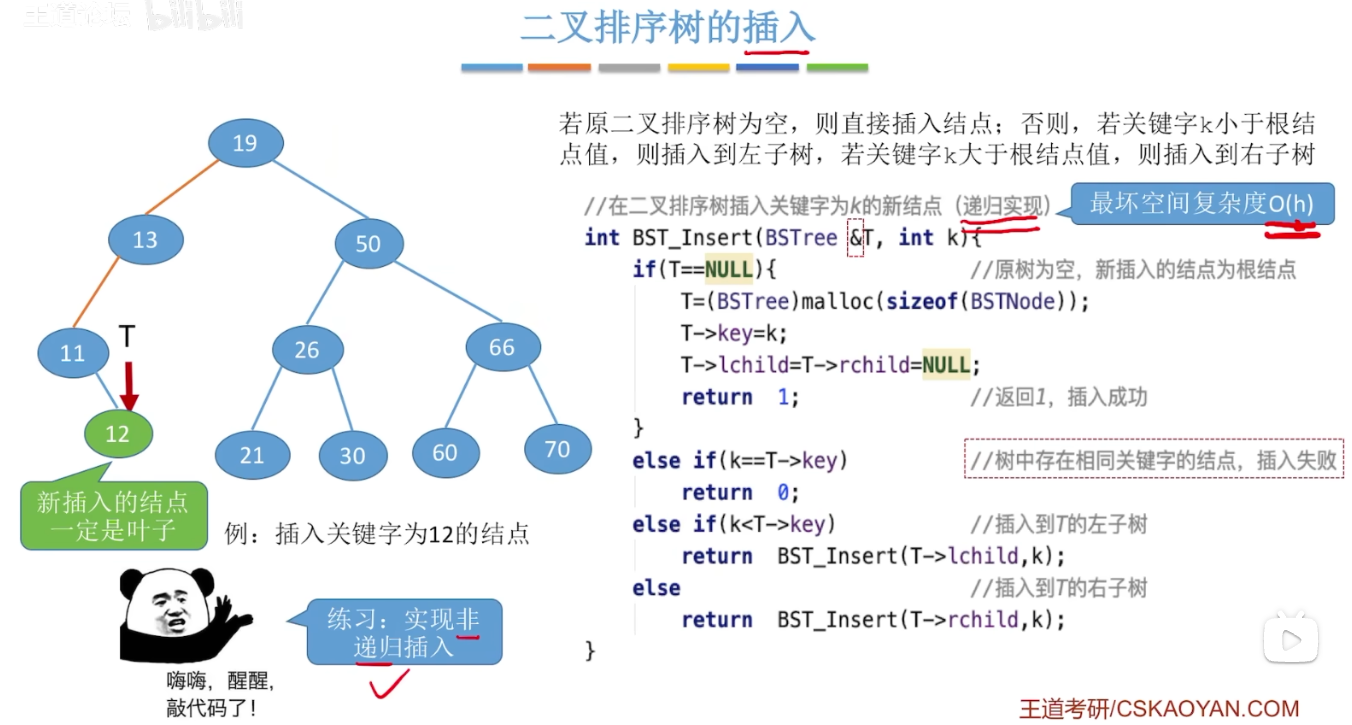 王道论坛 bilibili
二叉排序树的插入
若原二叉排序树为空，则直接插入结点；否则，若关键字k小于根结
点值，则插入到左子树，若关键字k大于根结点值，则插入到右子树
//在二叉排序树插入关键字为k的新结点（递归实现）
最坏空间复杂度O(h)
int BST_Insert(BSTree &T, int k){
if(T==NULL){ //原树为空，新插入的结点为根结点
T=(BSTree)malloc(sizeof(BSTNode));
T->key=k;
T->lchild=T->rchild=NULL;
return 1; //返回1，插入成功
}
else if(k==T->key) //树中存在相同关键字的结点，插入失败
return 0;
else if(k<T->key) //插入到T的左子树
return BST_Insert(T->lchild,k);
else //插入到T的右子树
return BST_Insert(T->rchild,k);
}
19
13
50
11
T
26
66
12
21
30
60
70
新插入的结点
一定是叶子
例：插入关键字为12的结点
练习：实现非
递归插入
嗨嗨，醒醒，
敲代码了！
王道考研/CSKAOYAN.COM